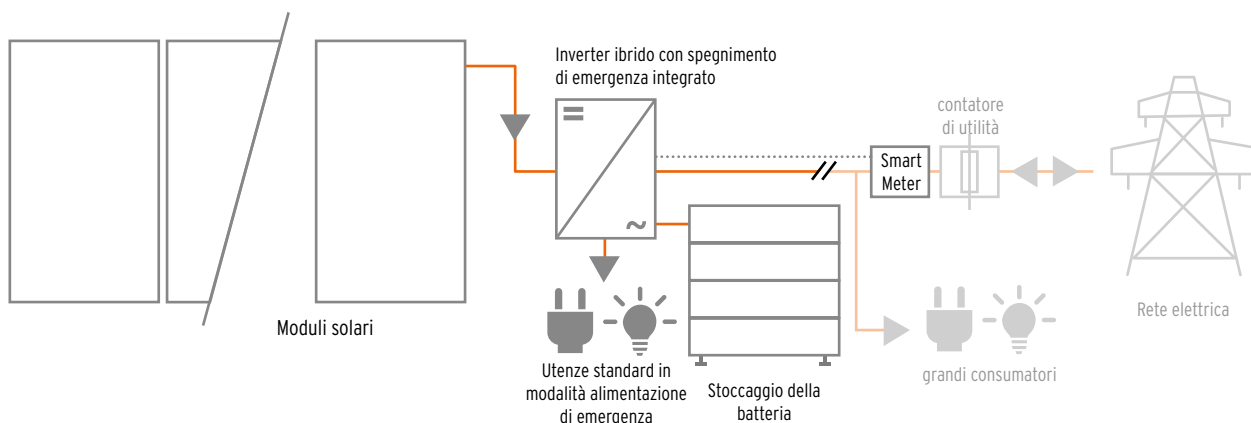 Inverter ibrido con spegnimento
di emergenza integrato
contatore
di utilità
Smart
Meter
Moduli solari
Rete elettrica
Utenze standard in
modalità alimentazione
di emergenza
Stoccaggio della
batteria
grandi consumatori